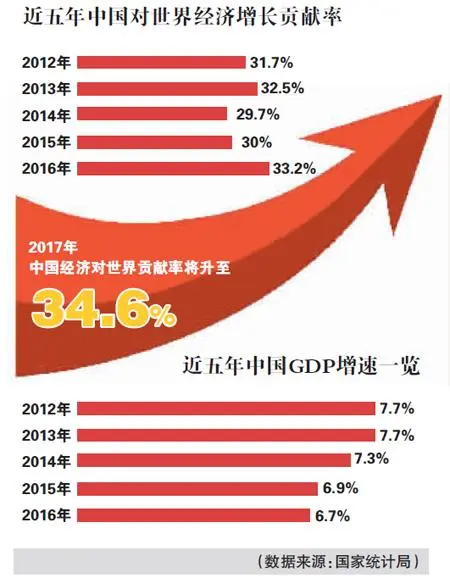 近五年中国对世界经济增长贡献率
2012年 31.7%
2013年 32.5%
2014年 29.7%
2015年 30%
2016年 33.2%
2017年
中国经济对世界贡献率将升至
34.6%
近五年中国GDP增速一览
2012年 7.7%
2013年 7.7%
2014年 7.3%
2015年 6.9%
2016年 6.7%
（数据来源：国家统计局）